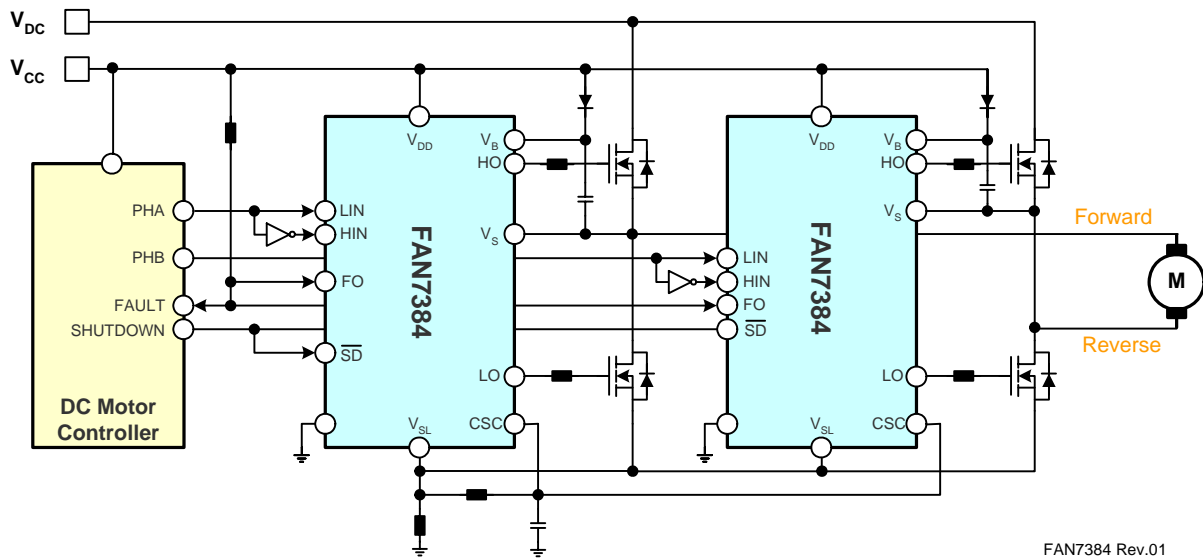 VDC
VCC
DC Motor
Controller
PHA
PHB
FAULT
SHUTDOWN
VDD
VB
HO
LIN
HIN
VS
FO
SD
LO
VSL
CSC
FAN7384
VDD
VB
HO
VS
LIN
HIN
FO
SD
LO
VSL
CSC
FAN7384
Forward
M
Reverse
FAN7384 Rev.01